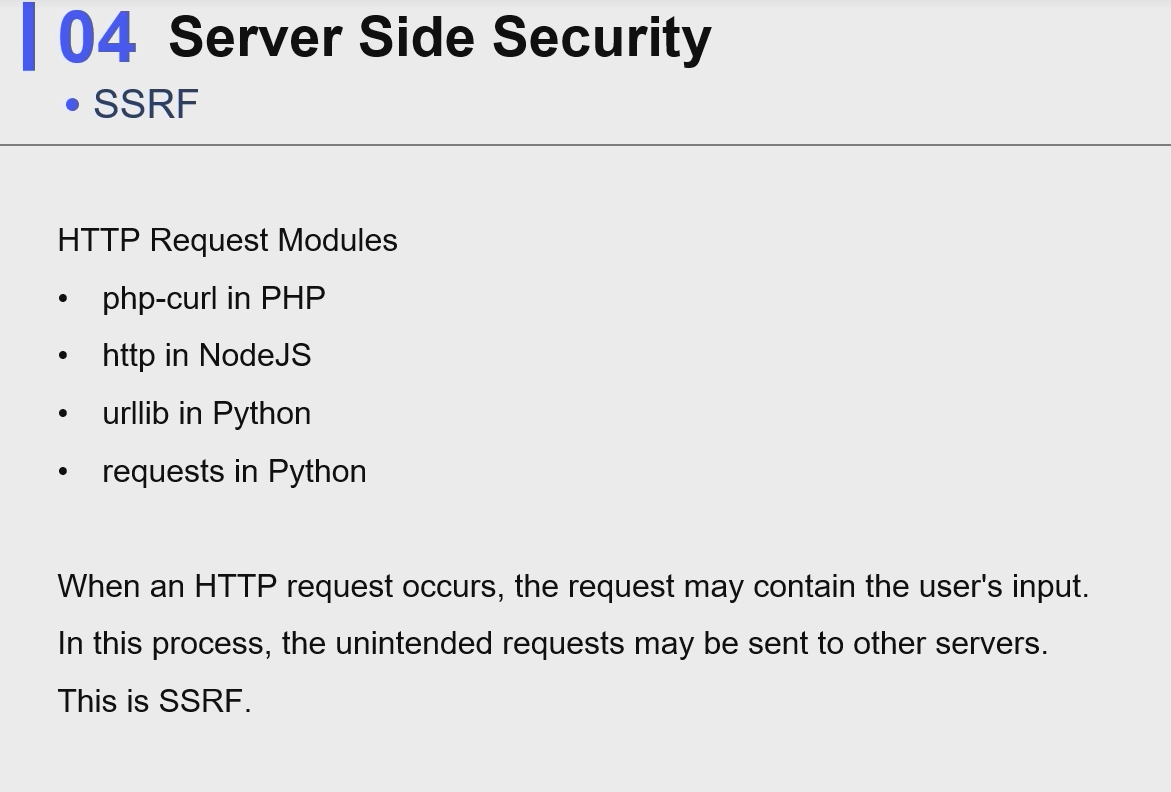 04 Server Side Security
• SSRF
HTTP Request Modules
• php-curl in PHP
• http in NodeJS
• urllib in Python
• requests in Python
When an HTTP request occurs, the request may contain the user's input.
In this process, the unintended requests may be sent to other servers.
This is SSRF.